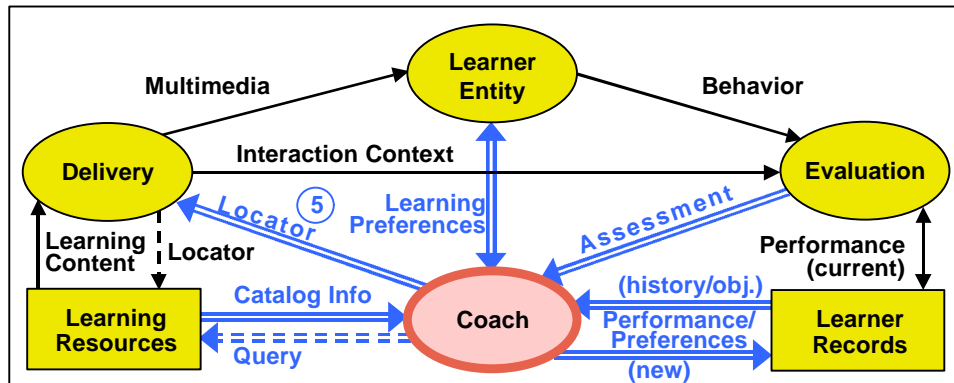 Learner
Entity
Multimedia
Behavior
Interaction Context
Delivery
Evaluation
5
Locator
Learning
Preferences
Assessment
Learning
Content
Locator
Performance
(current)
Catalog Info
(history/obj.)
Learning
Resources
Coach
Performance/
Preferences
Learner
Records
Query
(new)